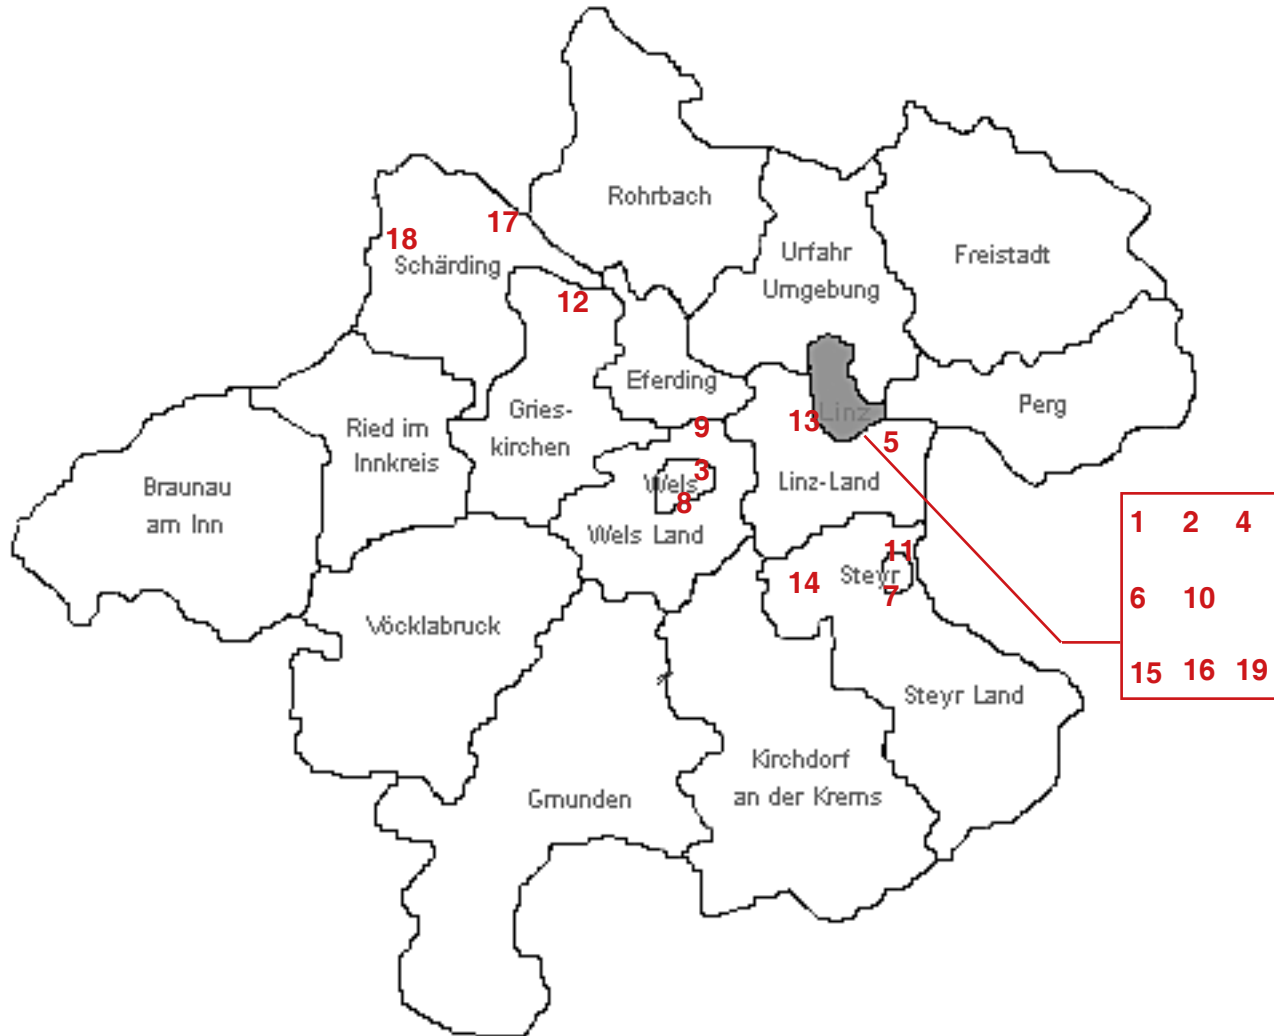 Rohrbach
17
18
Schärding
Urfahr
Umgebung
Freistadt
12
Eferding
Gries-
kirchen
Linz
13
Perg
9
5
Ried im
Innkreis
3
Wels
8
Linz-Land
Braunau
am Inn
Wels Land
1 2 4
11
Steyr
14
7
6 10
Vöcklabruck
15 16 19
Steyr Land
Kirchdorf
an der Krems
Gmunden